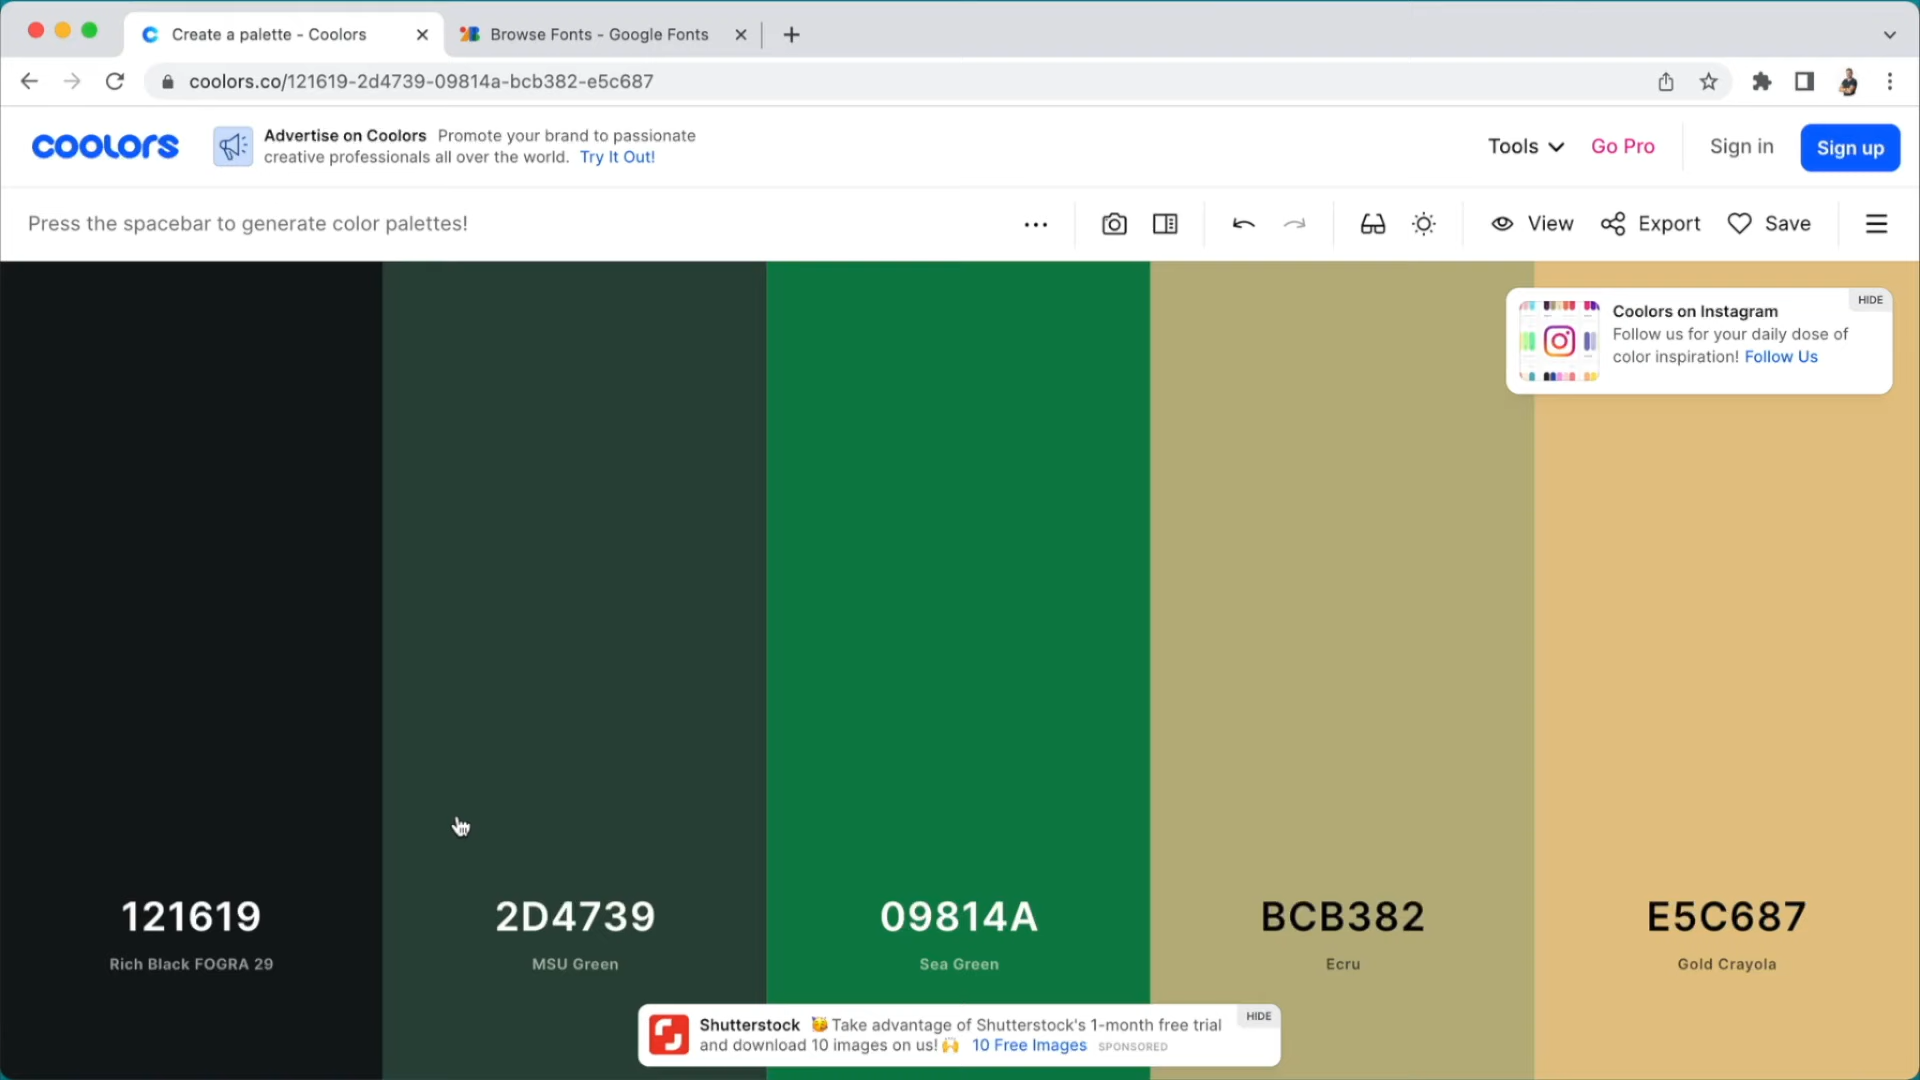 Create a palette - Coolors
Browse Fonts - Google Fonts
coolors.co/121619-2d4739-09814a-bcb382-e5c687
coolors
Advertise on Coolors Promote your brand to passionate
creative professionals all over the world. Try It Out!
Tools
Go Pro
Sign in
Sign up
Press the spacebar to generate color palettes!
View
Export
Save
HIDE
Coolors on Instagram
Follow us for your daily dose of
color inspiration! Follow Us
121619
Rich Black FOGRA 29
2D4739
MSU Green
09814A
Sea Green
BCB382
Ecru
E5C687
Gold Crayola
HIDE
Shutterstock 🥳 Take advantage of Shutterstock's 1-month free trial
and download 10 images on us! 🙌 10 Free Images SPONSORED